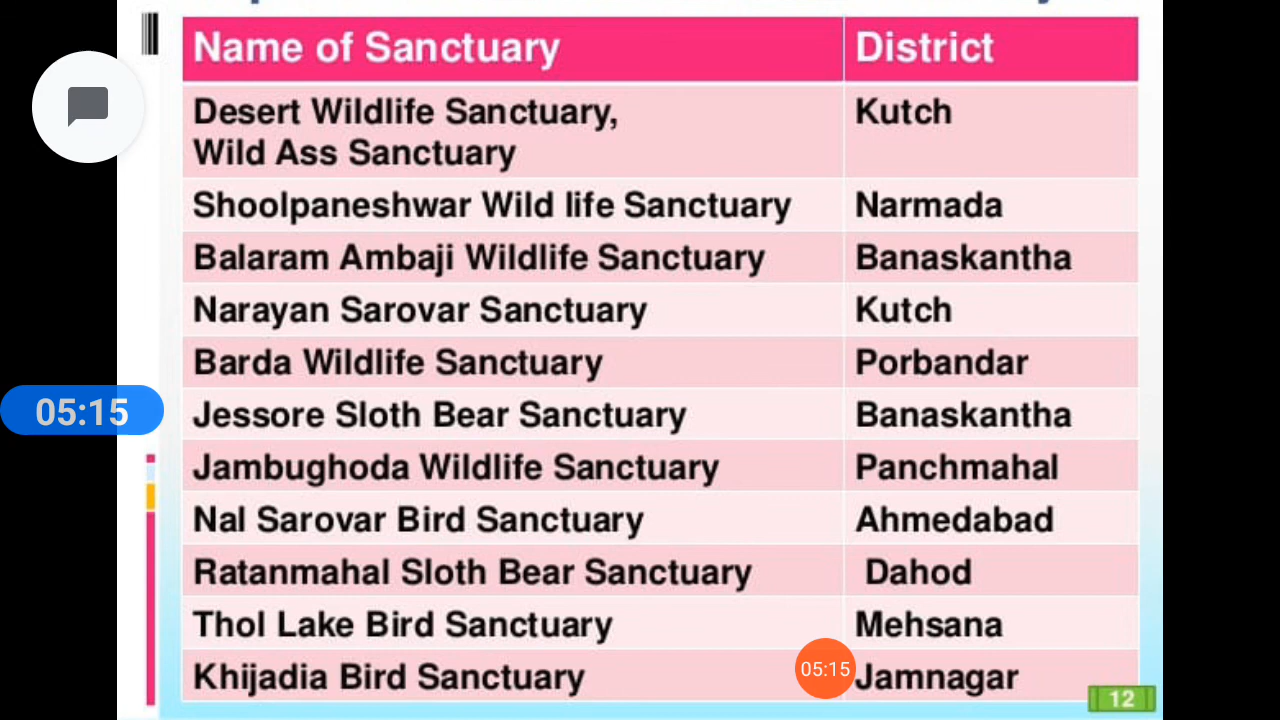 Name of Sanctuary District
Desert Wildlife Sanctuary, Kutch
Wild Ass Sanctuary
Shoolpaneshwar Wild life Sanctuary Narmada
Balaram Ambaji Wildlife Sanctuary Banaskantha
Narayan Sarovar Sanctuary Kutch
Barda Wildlife Sanctuary Porbandar
05:15
Jessore Sloth Bear Sanctuary Banaskantha
Jambughoda Wildlife Sanctuary Panchmahal
Nal Sarovar Bird Sanctuary Ahmedabad
Ratanmahal Sloth Bear Sanctuary Dahod
Thol Lake Bird Sanctuary Mehsana
Khijadia Bird Sanctuary 05:15 Jamnagar
12